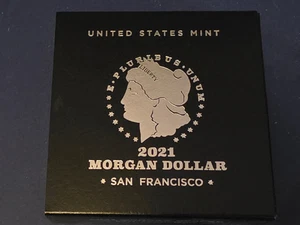 UNITED STATES MINT
E·PLURIBUS·UNUM
LIBERTY
2021
MORGAN DOLLAR
* SAN FRANCISCO *